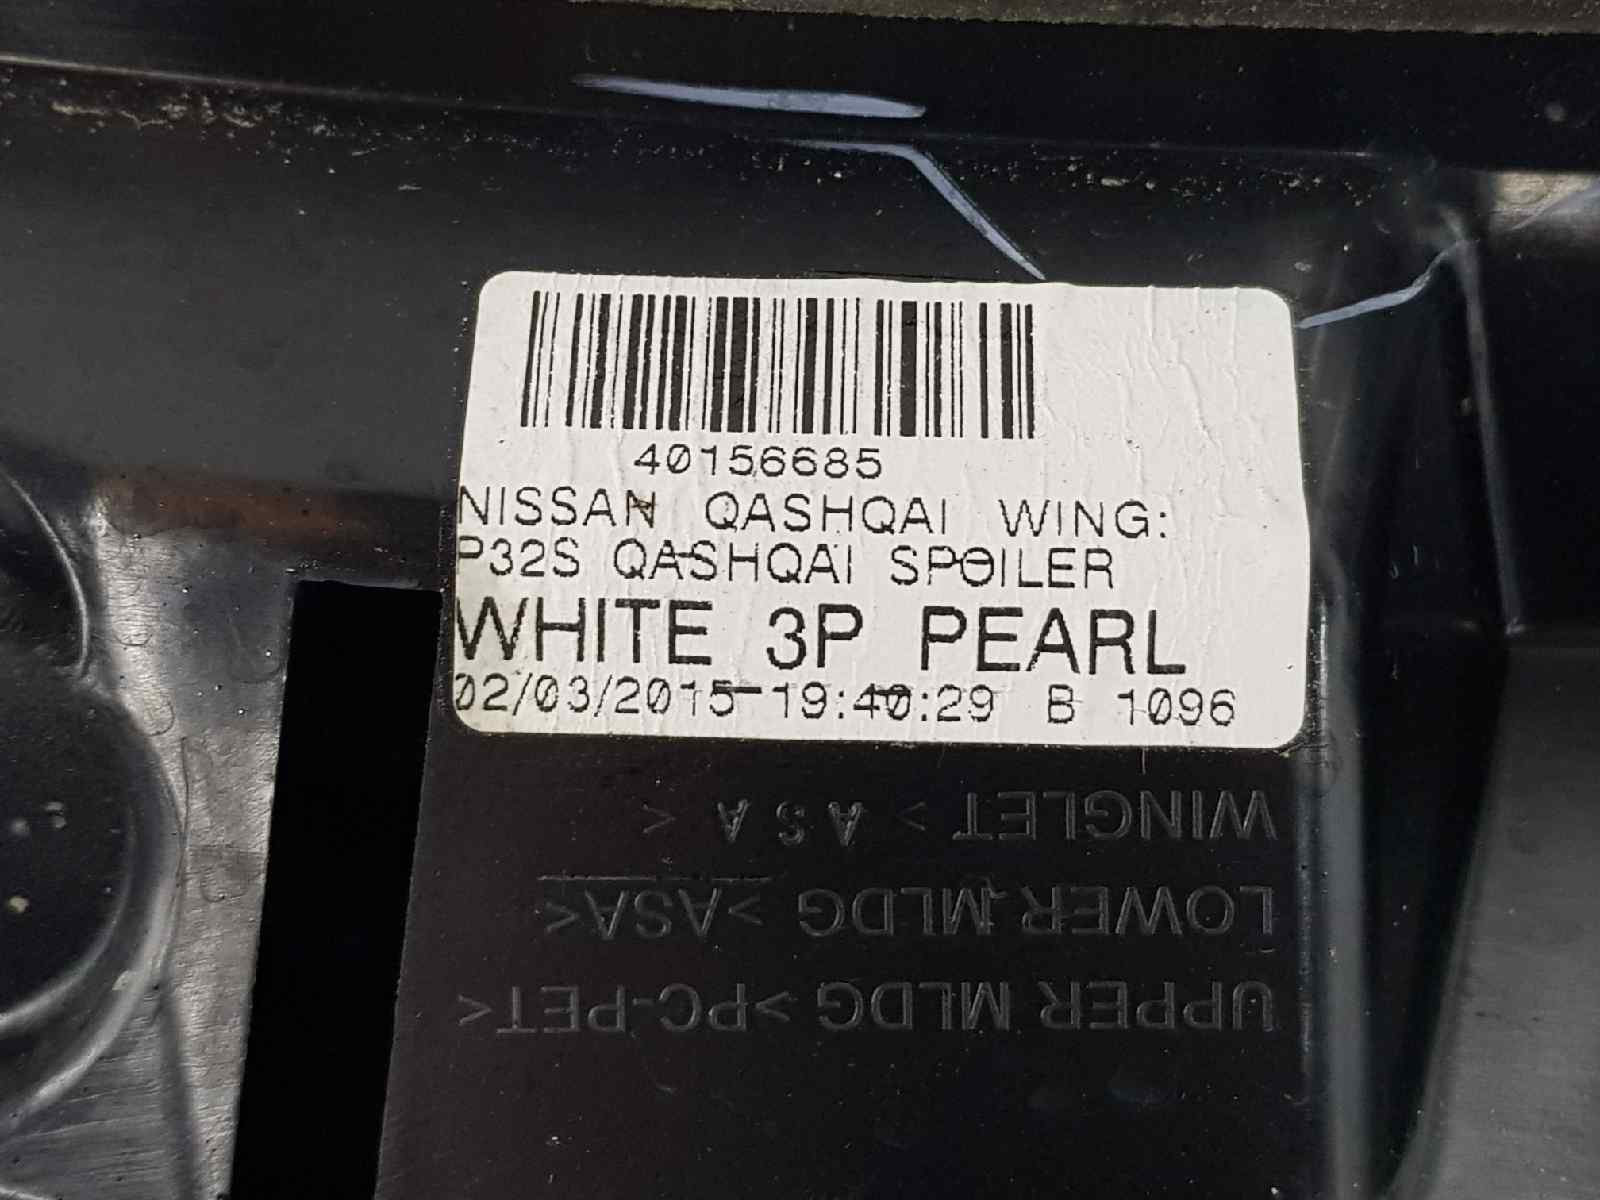 40156685
NISSAN QASHQAI WING:
P32S QASHQAI SPOILER
WHITE 3P PEARL
02/03/2015 19:40:29 B 1096
UPPER MLDG >PC-PET<
LOWER MLDG >ASA<
WINGLET > A S A <